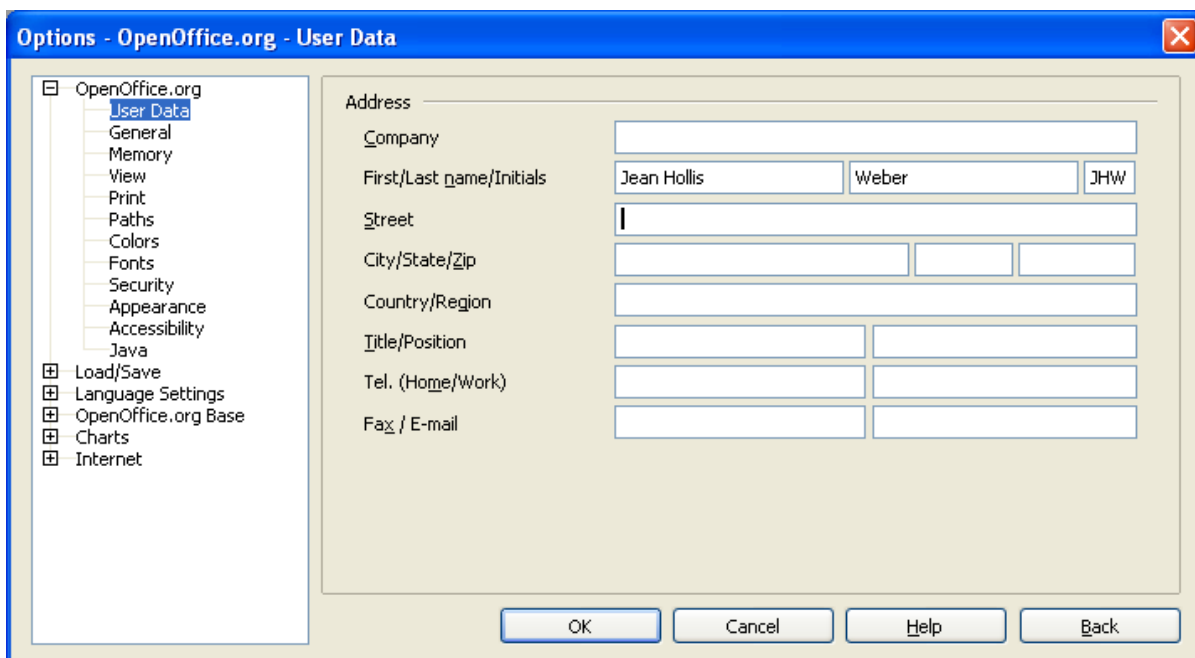 Options - OpenOffice.org - User Data
OpenOffice.org
User Data
General
Memory
View
Print
Paths
Colors
Fonts
Security
Appearance
Accessibility
Java
Load/Save
Language Settings
OpenOffice.org Base
Charts
Internet
Address
Company
First/Last name/Initials Jean Hollis Weber JHW
Street
City/State/Zip
Country/Region
Title/Position
Tel. (Home/Work)
Fax / E-mail
OK Cancel Help Back